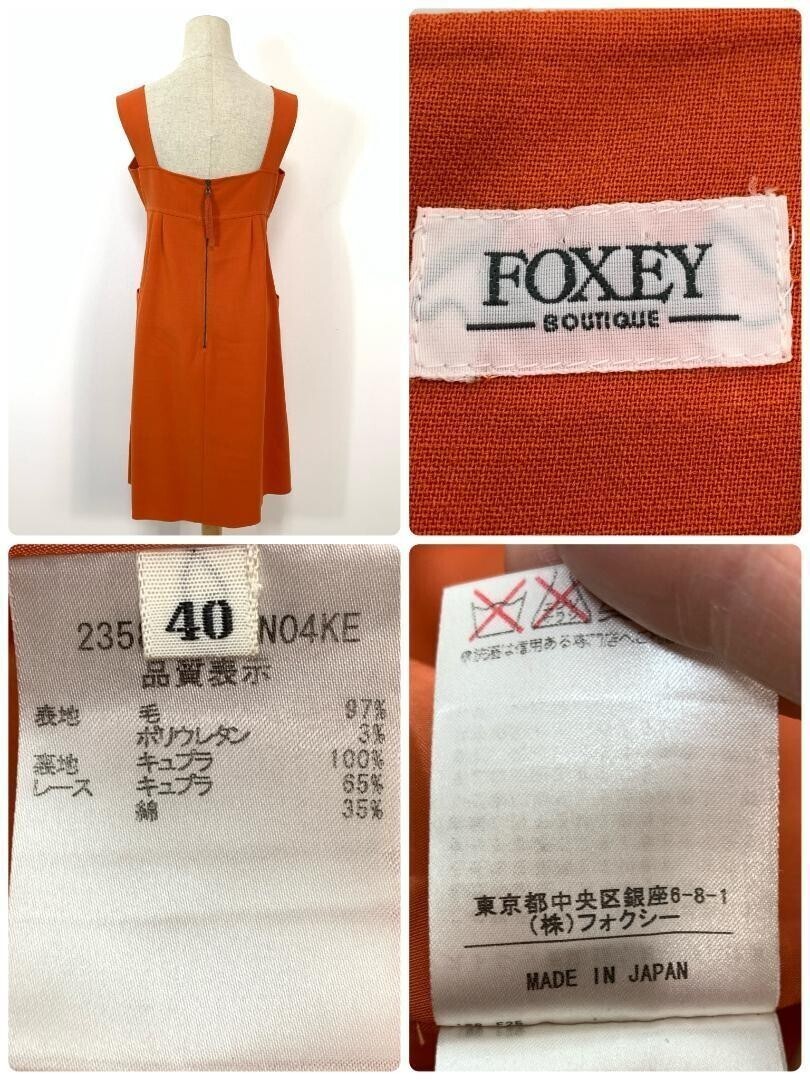 FOXEY
BOUTIQUE
40
235 N04KE
品質表示
表地 毛 97%
ポリウレタン 3%
裏地 キュプラ 100%
レース キュプラ 65%
綿 35%
東京都中央区銀座6-8-1
(株)フォクシー
MADE IN JAPAN